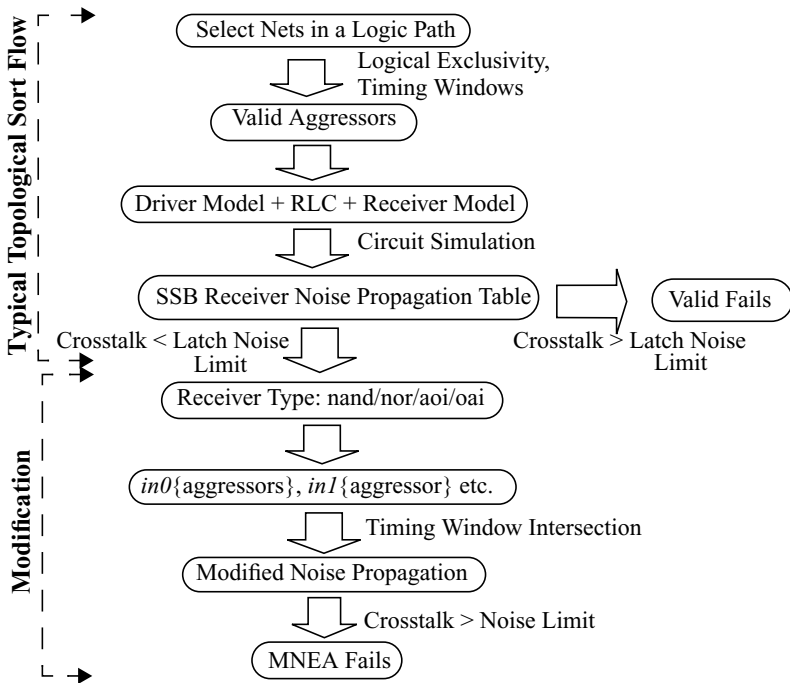 Typical Topological Sort Flow
Select Nets in a Logic Path
Logical Exclusivity,
Timing Windows
Valid Aggressors
Driver Model + RLC + Receiver Model
Circuit Simulation
SSB Receiver Noise Propagation Table
Valid Fails
Crosstalk < Latch Noise
Limit
Crosstalk > Latch Noise
Limit
Modification
Receiver Type: nand/nor/aoi/oai
in0{aggressors}, in1{aggressor} etc.
Timing Window Intersection
Modified Noise Propagation
Crosstalk > Noise Limit
MNEA Fails